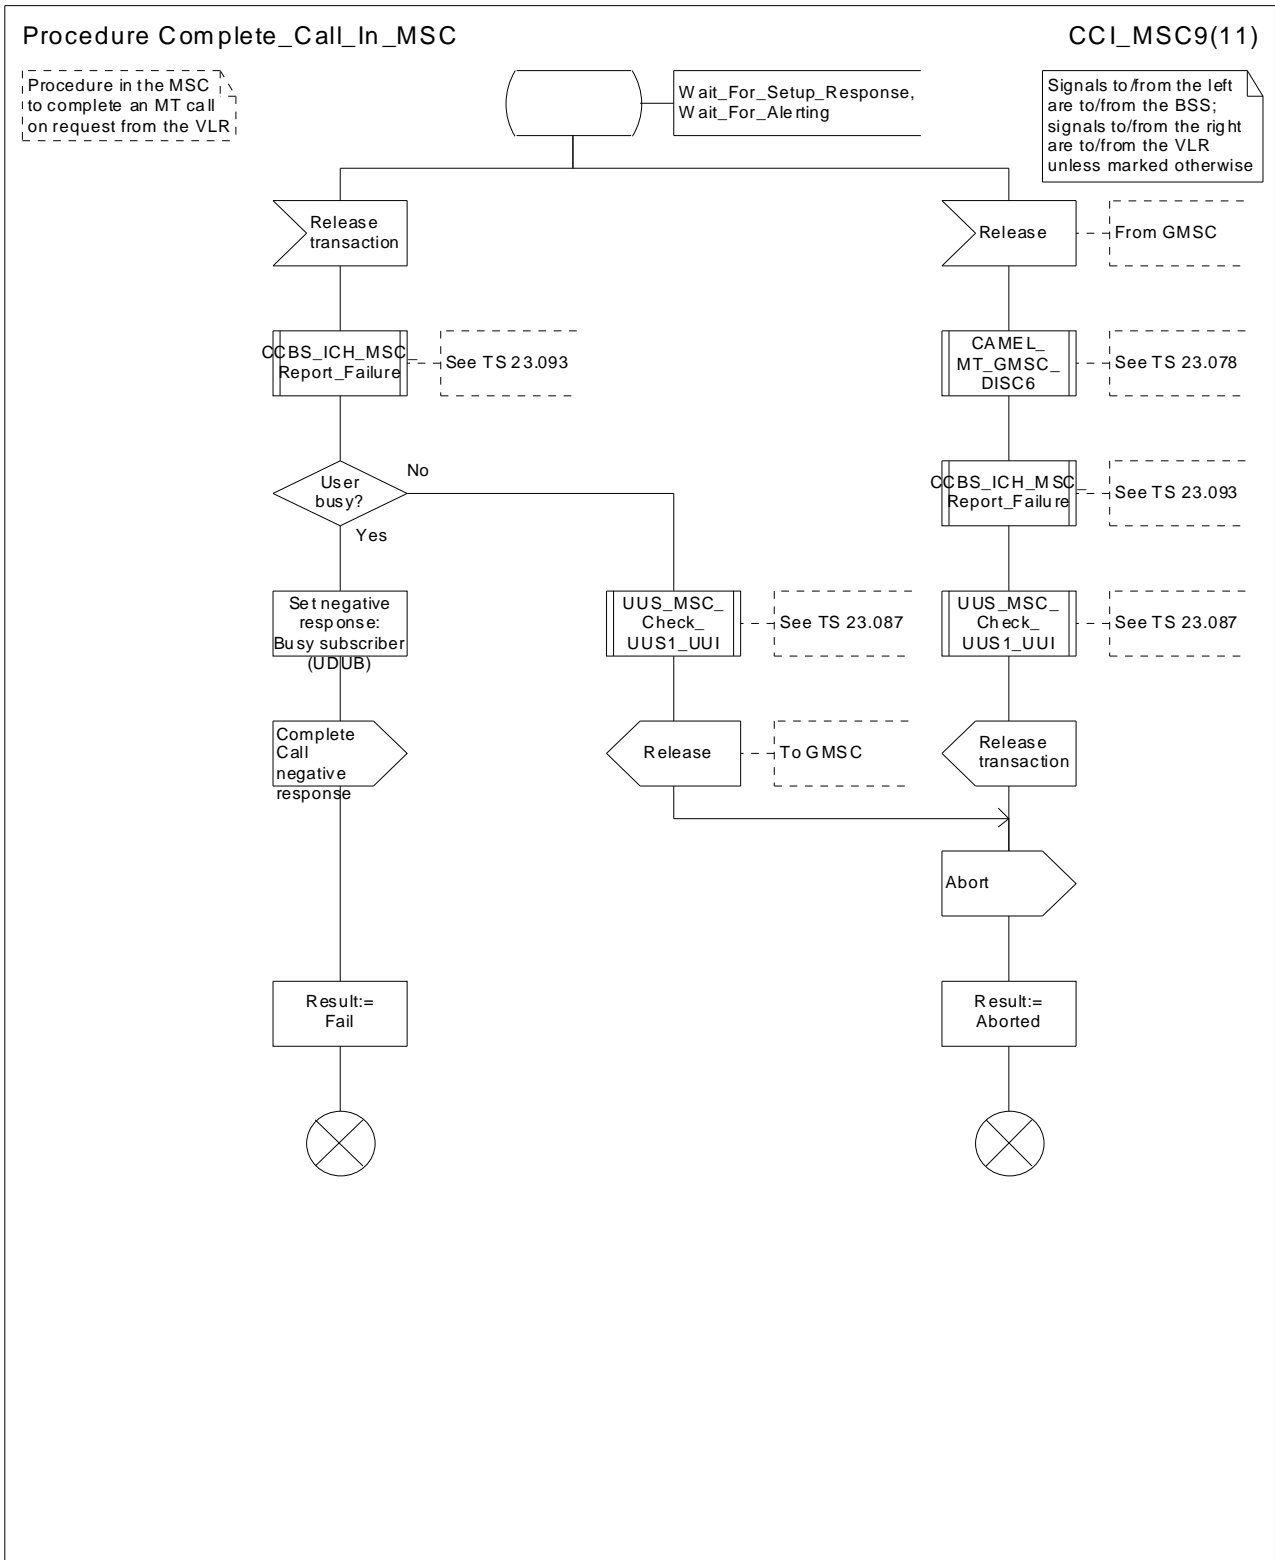 Procedure Complete_Call_In_MSC
CCI_MSC9(11)
Procedure in the MSC
to complete an MT call
on request from the VLR
Wait_For_Setup_Response,
Wait_For_Alerting
Signals to/from the left
are to/from the BSS;
signals to/from the right
are to/from the VLR
unless marked otherwise
Release
transaction
Release
From GMSC
CCBS_ICH_MSC_
Report_Failure
See TS 23.093
CAMEL_
MT_GMSC_
DISC6
See TS 23.078
User
busy?
No
Yes
CCBS_ICH_MSC_
Report_Failure
See TS 23.093
Set negative
response:
Busy subscriber
(UDUB)
UUS_MSC_
Check_
UUS1_UUI
See TS 23.087
UUS_MSC_
Check_
UUS1_UUI
See TS 23.087
Complete
Call
negative
response
Release
To GMSC
Release
transaction
Abort
Result:=
Fail
Result:=
Aborted